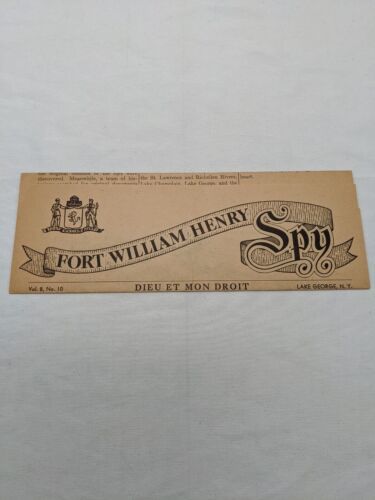 discovered. Meanwhile, a team of his-
the St. Lawrence and Richelieu Rivers,
Lake Champlain, Lake George, and the
FORT WILLIAM HENRY
Spy
Vol. 8, No. 10
DIEU ET MON DROIT
LAKE GEORGE, N.Y.